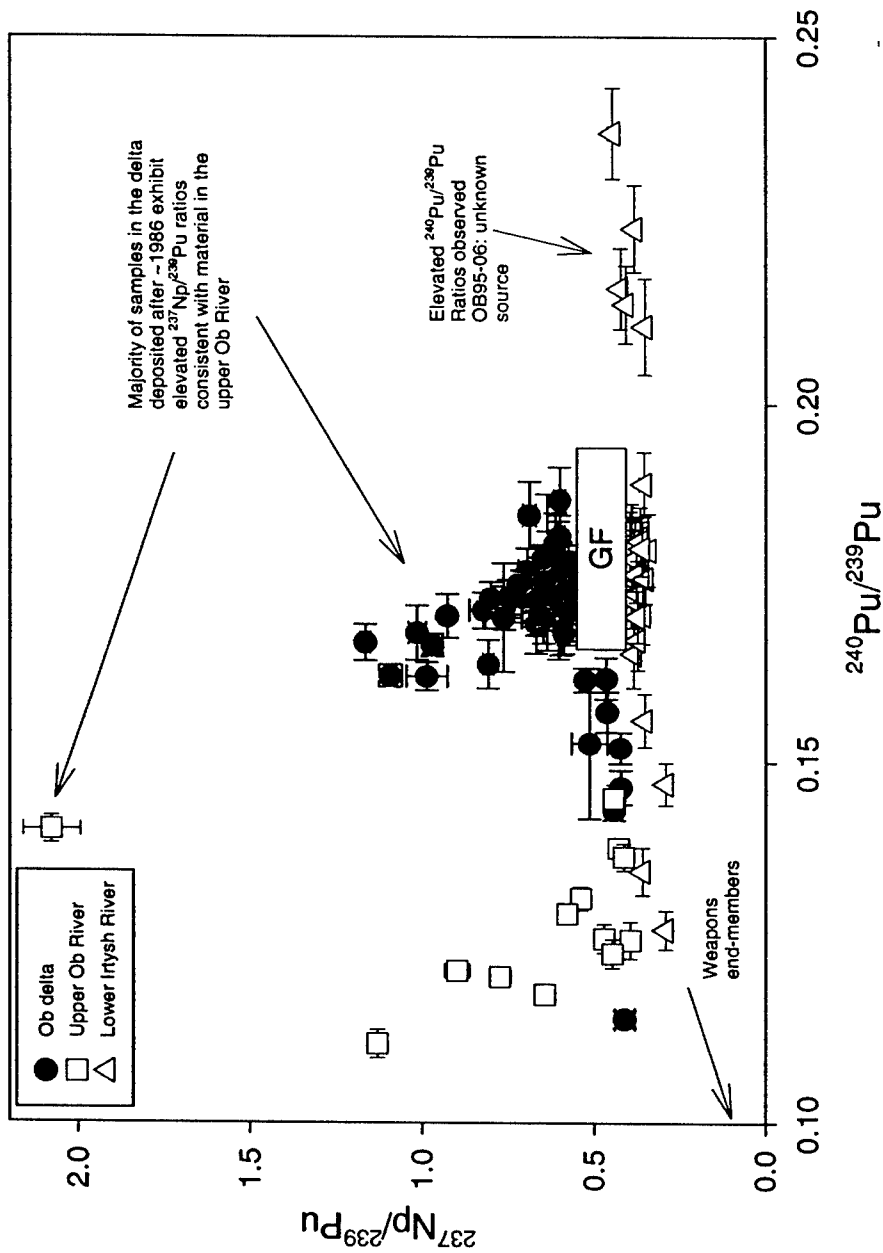 Ob delta
Upper Ob River
Lower Irtysh River
Majority of samples in the delta
deposited after ~1986 exhibit
elevated ²³⁷Np/²³⁹Pu ratios
consistent with material in the
upper Ob River
Elevated ²⁴⁰Pu/²³⁹Pu
Ratios observed
OB95-06: unknown
source
GF
Weapons
end-members
2.0
1.5
1.0
0.5
0.0
²³⁷Np/²³⁹Pu
0.10
0.15
0.20
0.25
²⁴⁰Pu/²³⁹Pu